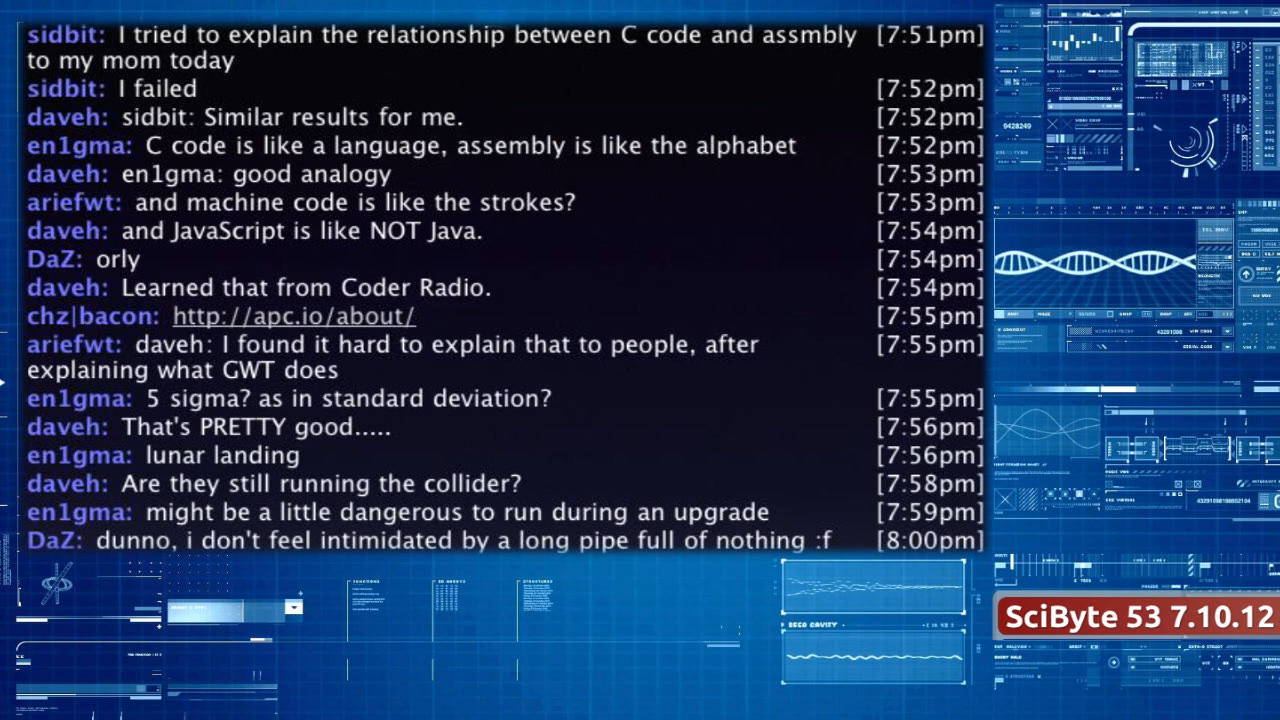 sidbit: I tried to explain the relationship between C code and assmbly [7:51pm]
to my mom today
sidbit: I failed [7:52pm]
daveh: sidbit: Similar results for me. [7:52pm]
en1gma: C code is like a language, assembly is like the alphabet [7:52pm]
daveh: en1gma: good analogy [7:53pm]
ariefwt: and machine code is like the strokes? [7:53pm]
daveh: and JavaScript is like NOT Java. [7:54pm]
DaZ: orly [7:54pm]
daveh: Learned that from Coder Radio. [7:54pm]
chz|bacon: http://apc.io/about/ [7:55pm]
ariefwt: daveh: I found it hard to explain that to people, after [7:55pm]
explaining what GWT does
en1gma: 5 sigma? as in standard deviation? [7:55pm]
daveh: That's PRETTY good..... [7:56pm]
en1gma: lunar landing [7:56pm]
daveh: Are they still running the collider? [7:58pm]
en1gma: might be a little dangerous to run during an upgrade [7:59pm]
DaZ: dunno, i don't feel intimidated by a long pipe full of nothing :f [8:00pm]
9428249
SciByte 53 7.10.12